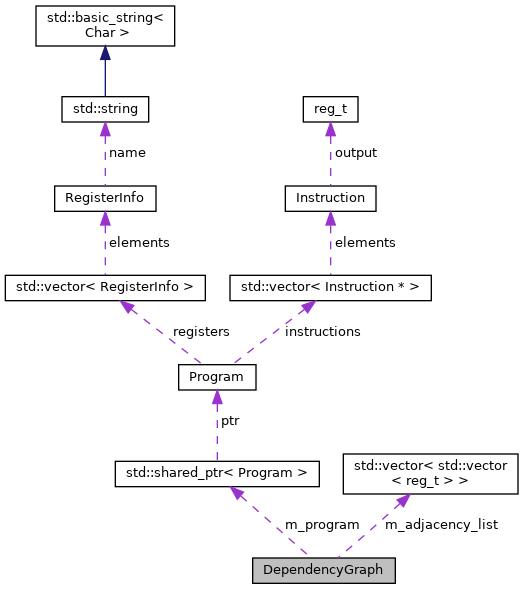 std::basic_string<
Char >
std::string
reg_t
name
output
RegisterInfo
Instruction
elements
elements
std::vector< RegisterInfo >
std::vector< Instruction * >
registers
instructions
Program
ptr
std::shared_ptr< Program >
std::vector< std::vector
< reg_t > >
m_program
m_adjacency_list
DependencyGraph